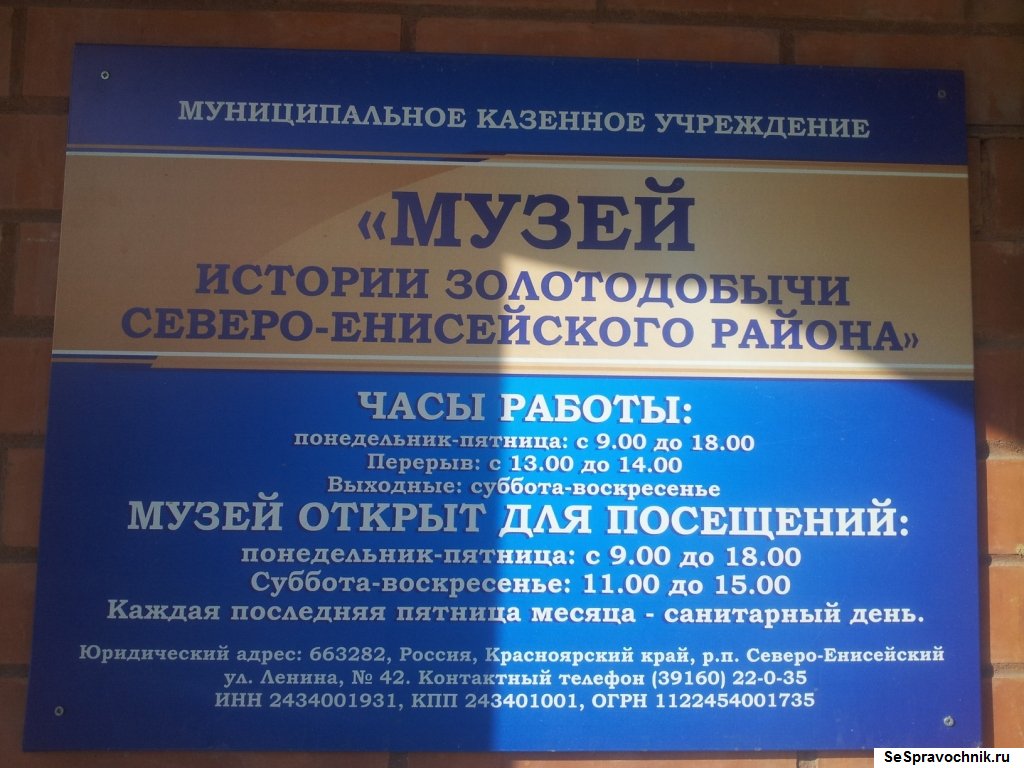 МУНИЦИПАЛЬНОЕ КАЗЕННОЕ УЧРЕЖДЕНИЕ
«МУЗЕЙ
ИСТОРИИ ЗОЛОТОДОБЫЧИ
СЕВЕРО-ЕНИСЕЙСКОГО РАЙОНА»
ЧАСЫ РАБОТЫ:
понедельник-пятница: с 9.00 до 18.00
Перерыв: с 13.00 до 14.00
Выходные: суббота-воскресенье
МУЗЕЙ ОТКРЫТ ДЛЯ ПОСЕЩЕНИЙ:
понедельник-пятница: с 9.00 до 18.00
Суббота-воскресенье: 11.00 до 15.00
Каждая последняя пятница месяца - санитарный день.
Юридический адрес: 663282, Россия, Красноярский край, р.п. Северо-Енисейский
ул. Ленина, № 42. Контактный телефон (39160) 22-0-35
ИНН 2434001931, КПП 243401001, ОГРН 1122454001735
SeSpravochnik.ru